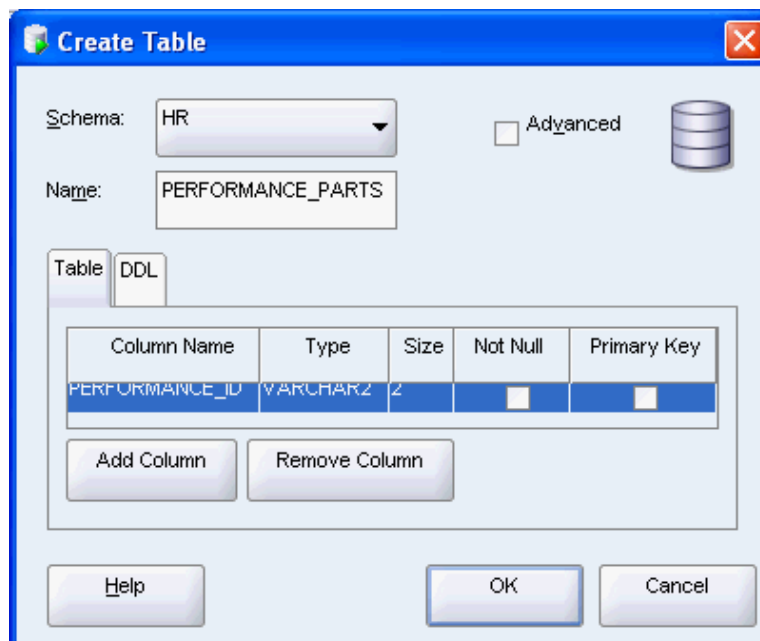 Create Table
Schema: HR
Advanced
Name: PERFORMANCE_PARTS
Table DDL
Column Name Type Size Not Null Primary Key
PERFORMANCE_ID VARCHAR2 2
Add Column Remove Column
Help OK Cancel